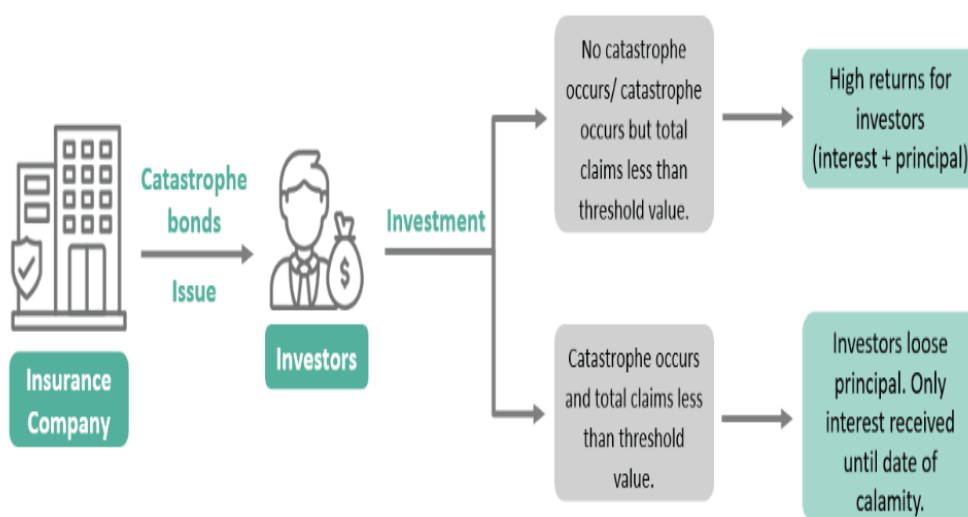 Insurance
Company
Catastrophe
bonds
Issue
$
Investors
Investment
No catastrophe
occurs/ catastrophe
occurs but total
claims less than
threshold value.
High returns for
investors
(interest + principal)
Catastrophe occurs
and total claims less
than threshold
value.
Investors loose
principal. Only
interest received
until date of
calamity.